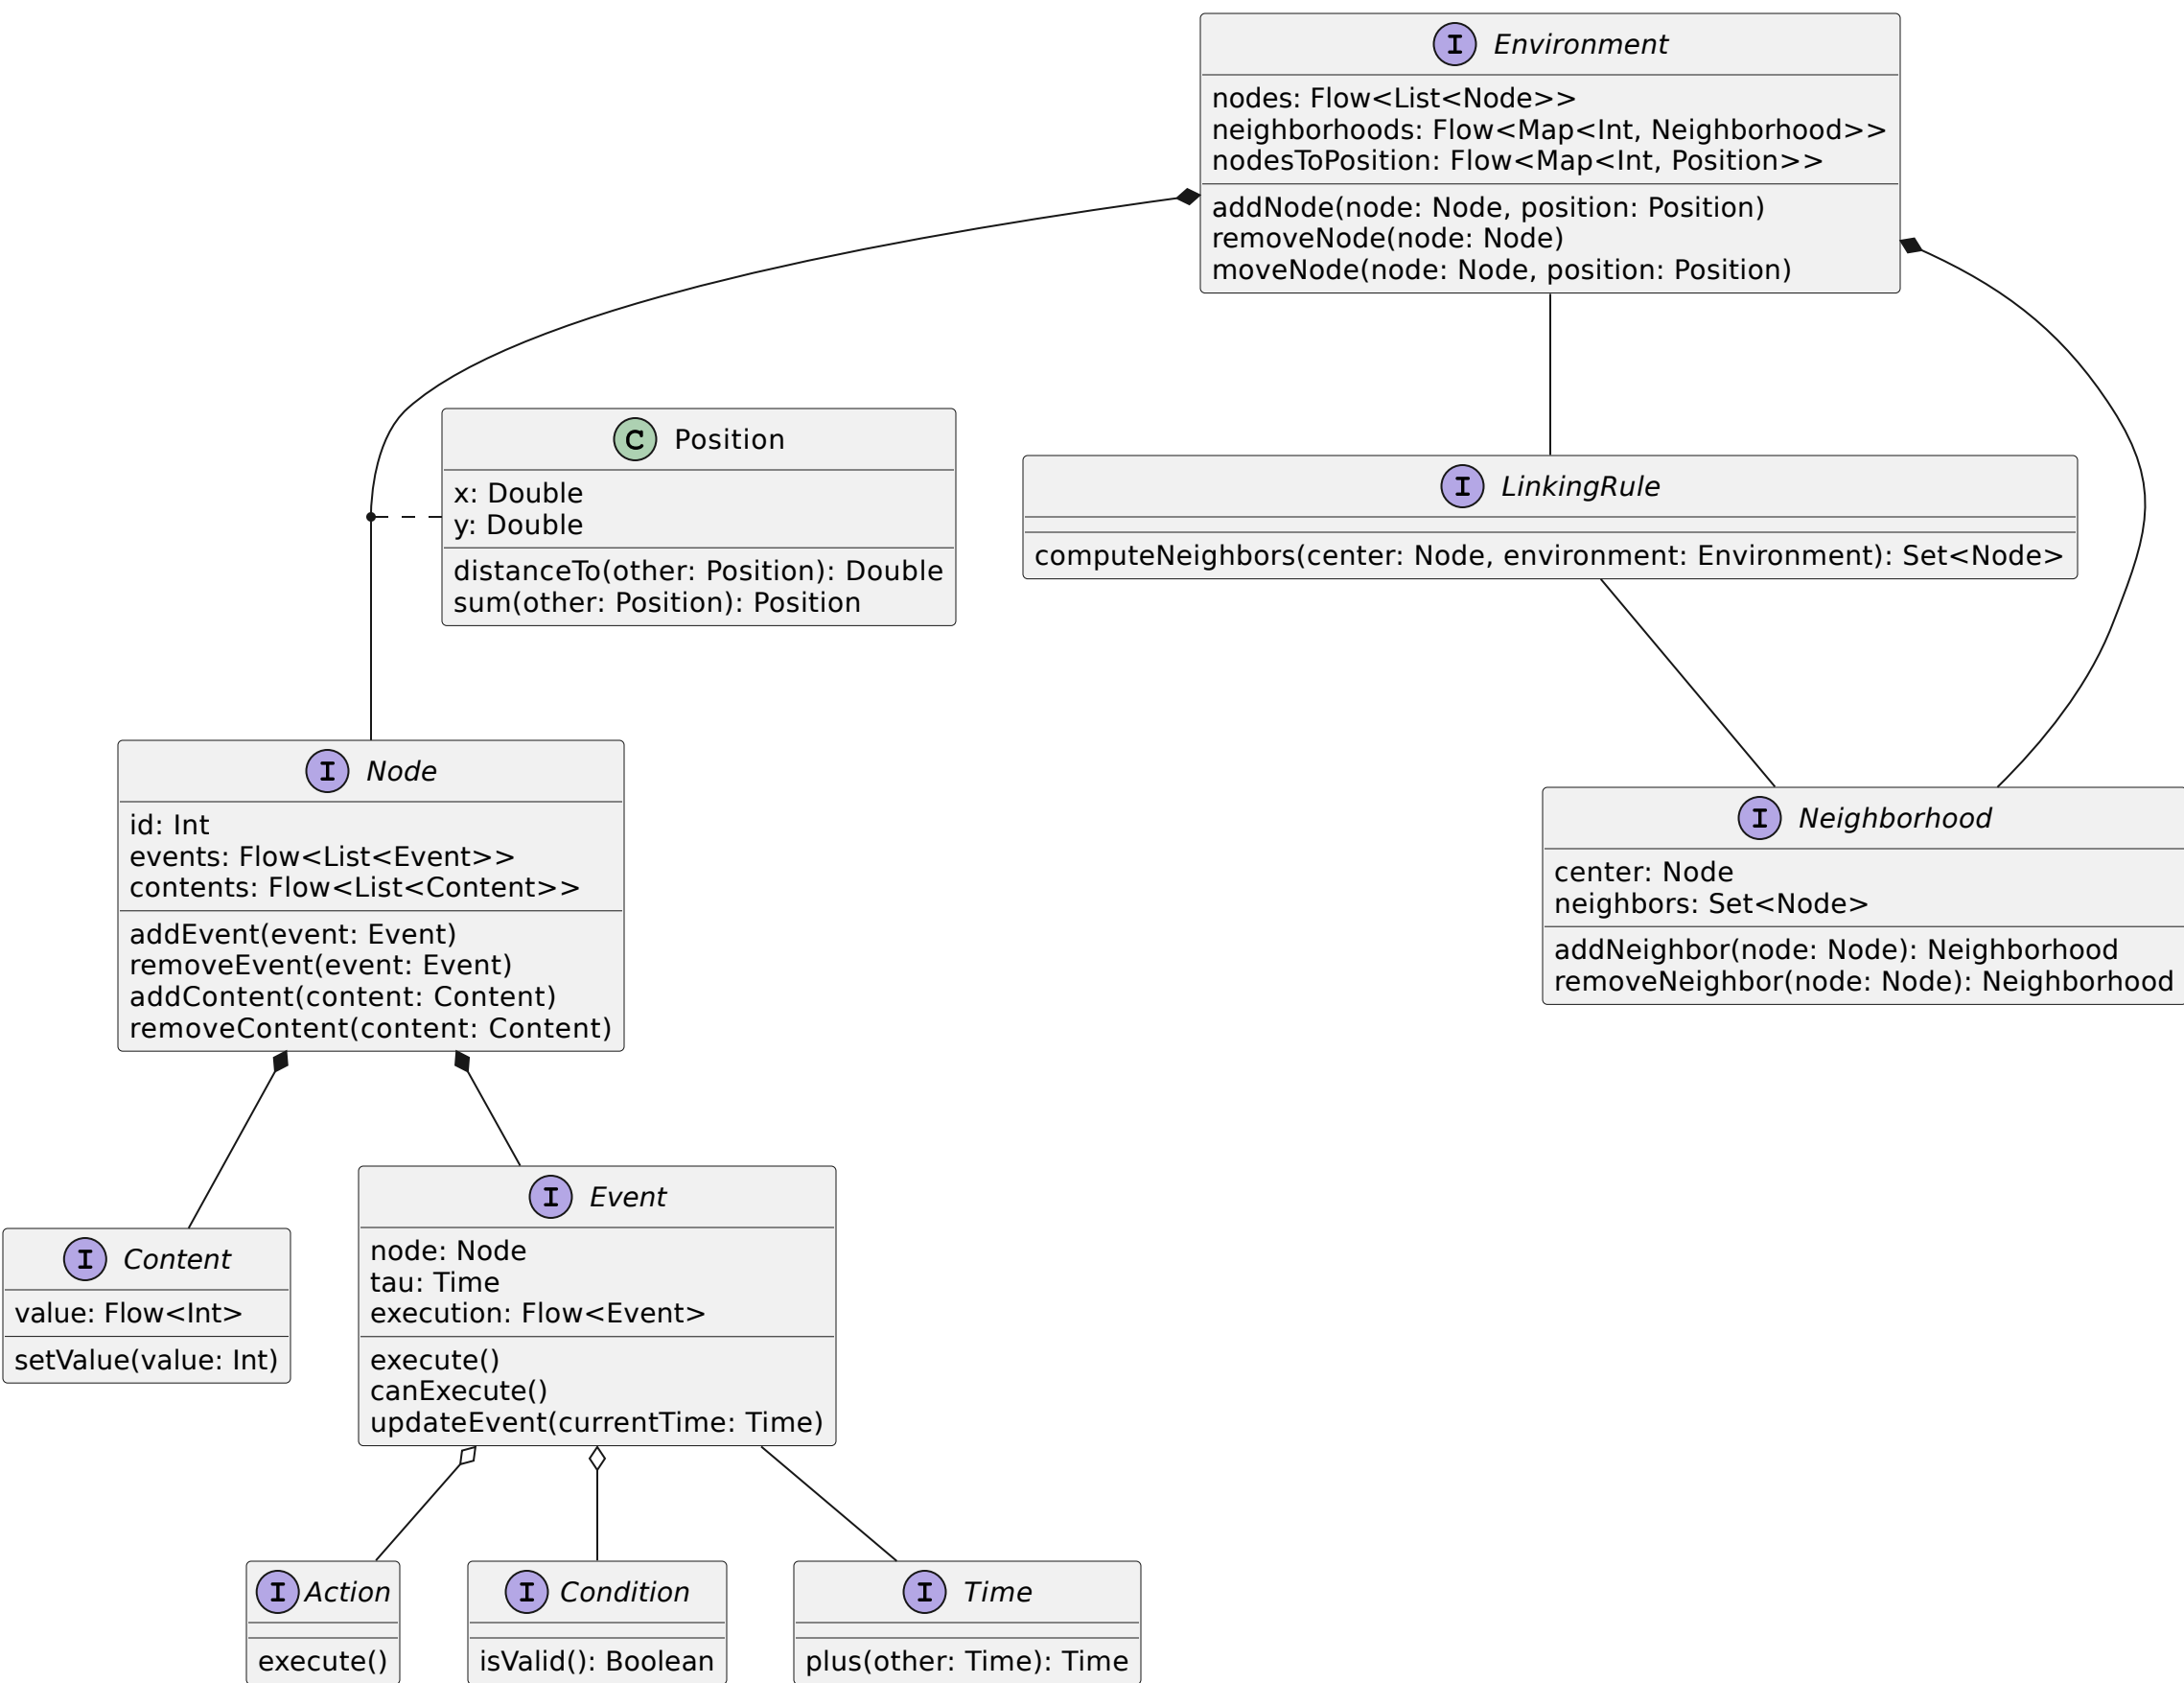 I Environment
nodes: Flow<List<Node>>
neighborhoods: Flow<Map<Int, Neighborhood>>
nodesToPosition: Flow<Map<Int, Position>>
addNode(node: Node, position: Position)
removeNode(node: Node)
moveNode(node: Node, position: Position)
C Position
x: Double
y: Double
distanceTo(other: Position): Double
sum(other: Position): Position
I LinkingRule
computeNeighbors(center: Node, environment: Environment): Set<Node>
I Node
id: Int
events: Flow<List<Event>>
contents: Flow<List<Content>>
addEvent(event: Event)
removeEvent(event: Event)
addContent(content: Content)
removeContent(content: Content)
I Neighborhood
center: Node
neighbors: Set<Node>
addNeighbor(node: Node): Neighborhood
removeNeighbor(node: Node): Neighborhood
I Content
value: Flow<Int>
setValue(value: Int)
I Event
node: Node
tau: Time
execution: Flow<Event>
execute()
canExecute()
updateEvent(currentTime: Time)
I Action
execute()
I Condition
isValid(): Boolean
I Time
plus(other: Time): Time